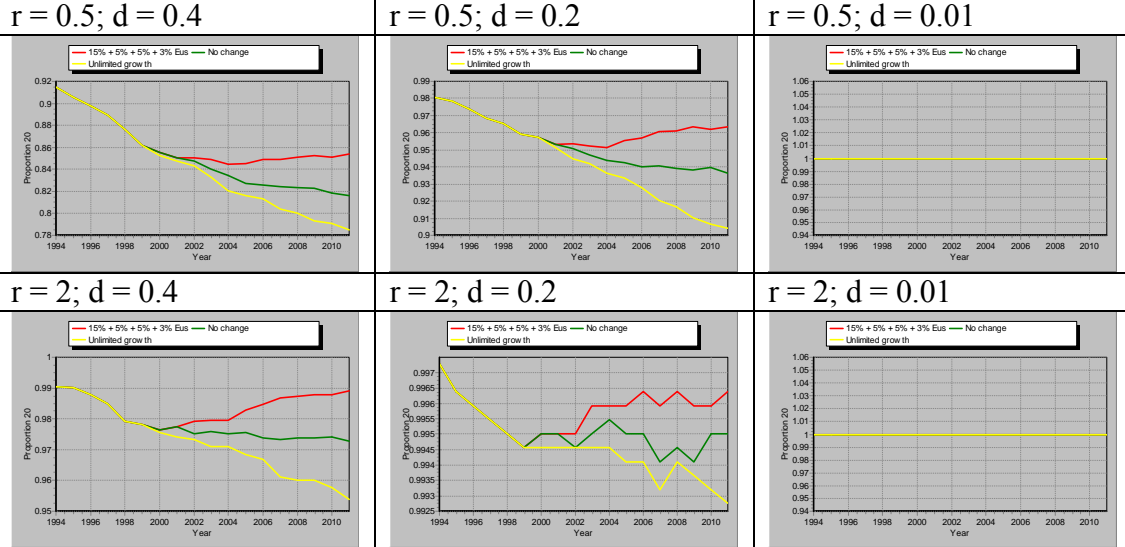 r = 0.5; d = 0.4
r = 0.5; d = 0.2
r = 0.5; d = 0.01
15% + 5% + 5% + 3% Eus No change
Unlimited growth
0.92
0.9
0.88
0.86
0.84
0.82
0.8
0.78
Proportion 20
1994 1996 1998 2000 2002 2004 2006 2008 2010
Year
15% + 5% + 5% + 3% Eus No change
Unlimited growth
0.99
0.98
0.97
0.96
0.95
0.94
0.93
0.92
0.91
0.9
Proportion 20
1994 1996 1998 2000 2002 2004 2006 2008 2010
Year
15% + 5% + 5% + 3% Eus No change
Unlimited growth
1.06
1.05
1.04
1.03
1.02
1.01
1
0.99
0.98
0.97
0.96
0.95
0.94
Proportion 20
1994 1996 1998 2000 2002 2004 2006 2008 2010
Year
r = 2; d = 0.4
r = 2; d = 0.2
r = 2; d = 0.01
15% + 5% + 5% + 3% Eus No change
Unlimited growth
1
0.99
0.98
0.97
0.96
0.95
Proportion 20
1994 1996 1998 2000 2002 2004 2006 2008 2010
Year
15% + 5% + 5% + 3% Eus No change
Unlimited growth
0.997
0.9965
0.996
0.9955
0.995
0.9945
0.994
0.9935
0.993
0.9925
Proportion 20
1994 1996 1998 2000 2002 2004 2006 2008 2010
Year
15% + 5% + 5% + 3% Eus No change
Unlimited growth
1.06
1.05
1.04
1.03
1.02
1.01
1
0.99
0.98
0.97
0.96
0.95
0.94
Proportion 20
1994 1996 1998 2000 2002 2004 2006 2008 2010
Year